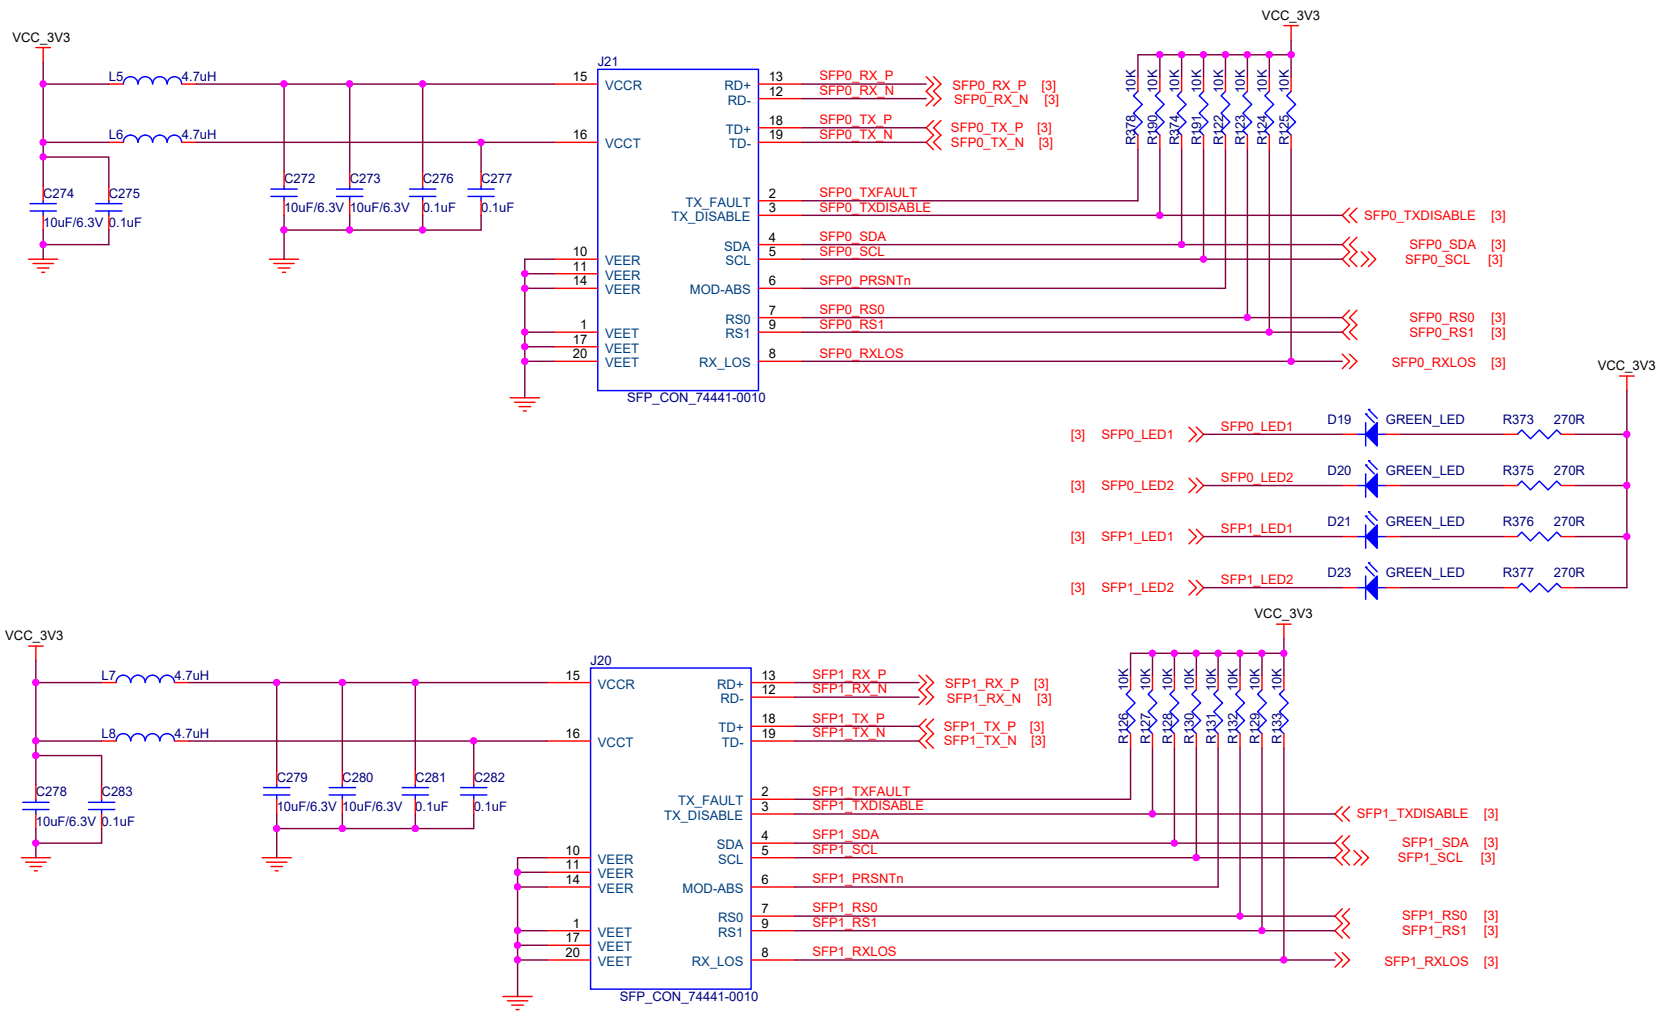 VCC_3V3
L5 4.7uH
L6 4.7uH
C274
10uF/6.3V
C275
0.1uF
C272
10uF/6.3V
C273
10uF/6.3V
C276
0.1uF
C277
0.1uF
J21
15 VCCR
16 VCCT
10 VEER
11 VEER
14 VEER
1 VEET
17 VEET
20 VEET
RD+ 13 SFP0_RX_P SFP0_RX_P [3]
RD- 12 SFP0_RX_N SFP0_RX_N [3]
TD+ 18 SFP0_TX_P SFP0_TX_P [3]
TD- 19 SFP0_TX_N SFP0_TX_N [3]
TX_FAULT 2 SFP0_TXFAULT
TX_DISABLE 3 SFP0_TXDISABLE SFP0_TXDISABLE [3]
SDA 4 SFP0_SDA SFP0_SDA [3]
SCL 5 SFP0_SCL SFP0_SCL [3]
MOD-ABS 6 SFP0_PRSNTn
RS0 7 SFP0_RS0 SFP0_RS0 [3]
RS1 9 SFP0_RS1 SFP0_RS1 [3]
RX_LOS 8 SFP0_RXLOS SFP0_RXLOS [3]
SFP_CON_74441-0010
VCC_3V3
R378 10K
R190 10K
R374 10K
R191 10K
R122 10K
R123 10K
R124 10K
R125 10K
VCC_3V3
[3] SFP0_LED1 SFP0_LED1 D19 GREEN_LED R373 270R
[3] SFP0_LED2 SFP0_LED2 D20 GREEN_LED R375 270R
[3] SFP1_LED1 SFP1_LED1 D21 GREEN_LED R376 270R
[3] SFP1_LED2 SFP1_LED2 D23 GREEN_LED R377 270R
VCC_3V3
L7 4.7uH
L8 4.7uH
C278
10uF/6.3V
C283
0.1uF
C279
10uF/6.3V
C280
10uF/6.3V
C281
0.1uF
C282
0.1uF
J20
15 VCCR
16 VCCT
10 VEER
11 VEER
14 VEER
1 VEET
17 VEET
20 VEET
RD+ 13 SFP1_RX_P SFP1_RX_P [3]
RD- 12 SFP1_RX_N SFP1_RX_N [3]
TD+ 18 SFP1_TX_P SFP1_TX_P [3]
TD- 19 SFP1_TX_N SFP1_TX_N [3]
TX_FAULT 2 SFP1_TXFAULT
TX_DISABLE 3 SFP1_TXDISABLE SFP1_TXDISABLE [3]
SDA 4 SFP1_SDA SFP1_SDA [3]
SCL 5 SFP1_SCL SFP1_SCL [3]
MOD-ABS 6 SFP1_PRSNTn
RS0 7 SFP1_RS0 SFP1_RS0 [3]
RS1 9 SFP1_RS1 SFP1_RS1 [3]
RX_LOS 8 SFP1_RXLOS SFP1_RXLOS [3]
SFP_CON_74441-0010
VCC_3V3
R126 10K
R127 10K
R128 10K
R130 10K
R131 10K
R132 10K
R129 10K
R133 10K